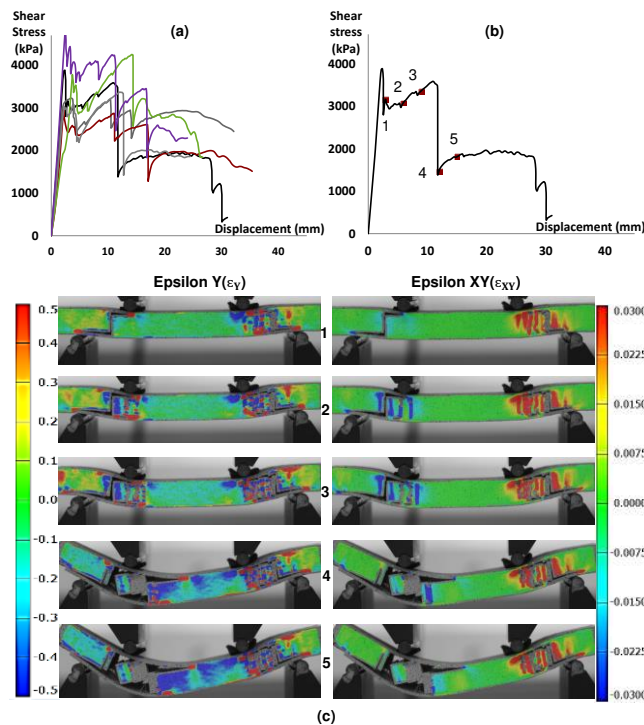 Shear
Stress
(kPa)
(a)
4000
3000
2000
1000
0
Displacement (mm)
0 10 20 30 40
Shear
Stress
(kPa)
(b)
4000
3000
2000
1000
0
1
2
3
4
5
Displacement (mm)
0 10 20 30 40
Epsilon Y(εY)
Epsilon XY(εXY)
0.5
0.3
0.2
0.1
0.0
-0.1
-0.2
-0.4
-0.5
1
2
3
4
5
0.0300
0.0225
0.0150
0.0075
0.0000
-0.0075
-0.0150
-0.0225
-0.0300
(c)